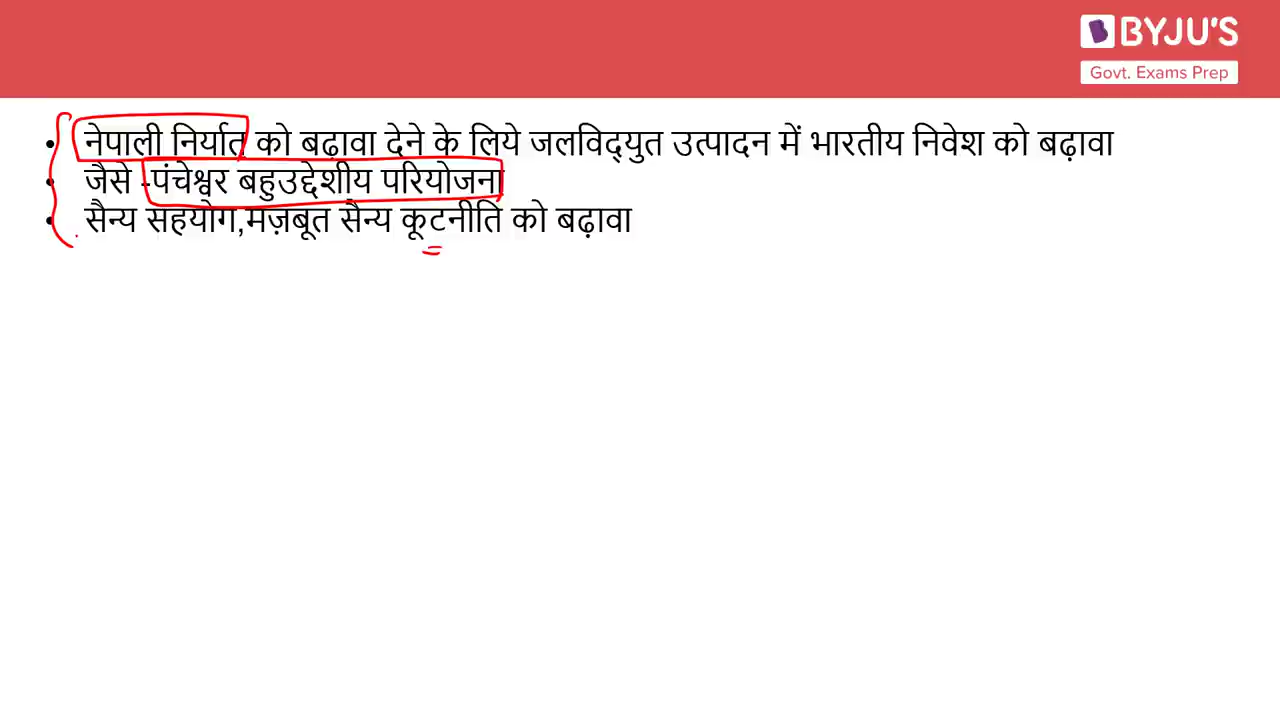 BYJU'S
Govt. Exams Prep
• नेपाली निर्यात को बढ़ावा देने के लिये जलविद्युत उत्पादन में भारतीय निवेश को बढ़ावा
• जैसे -पंचेश्वर बहुउद्देशीय परियोजना
• सैन्य सहयोग,मज़बूत सैन्य कूटनीति को बढ़ावा